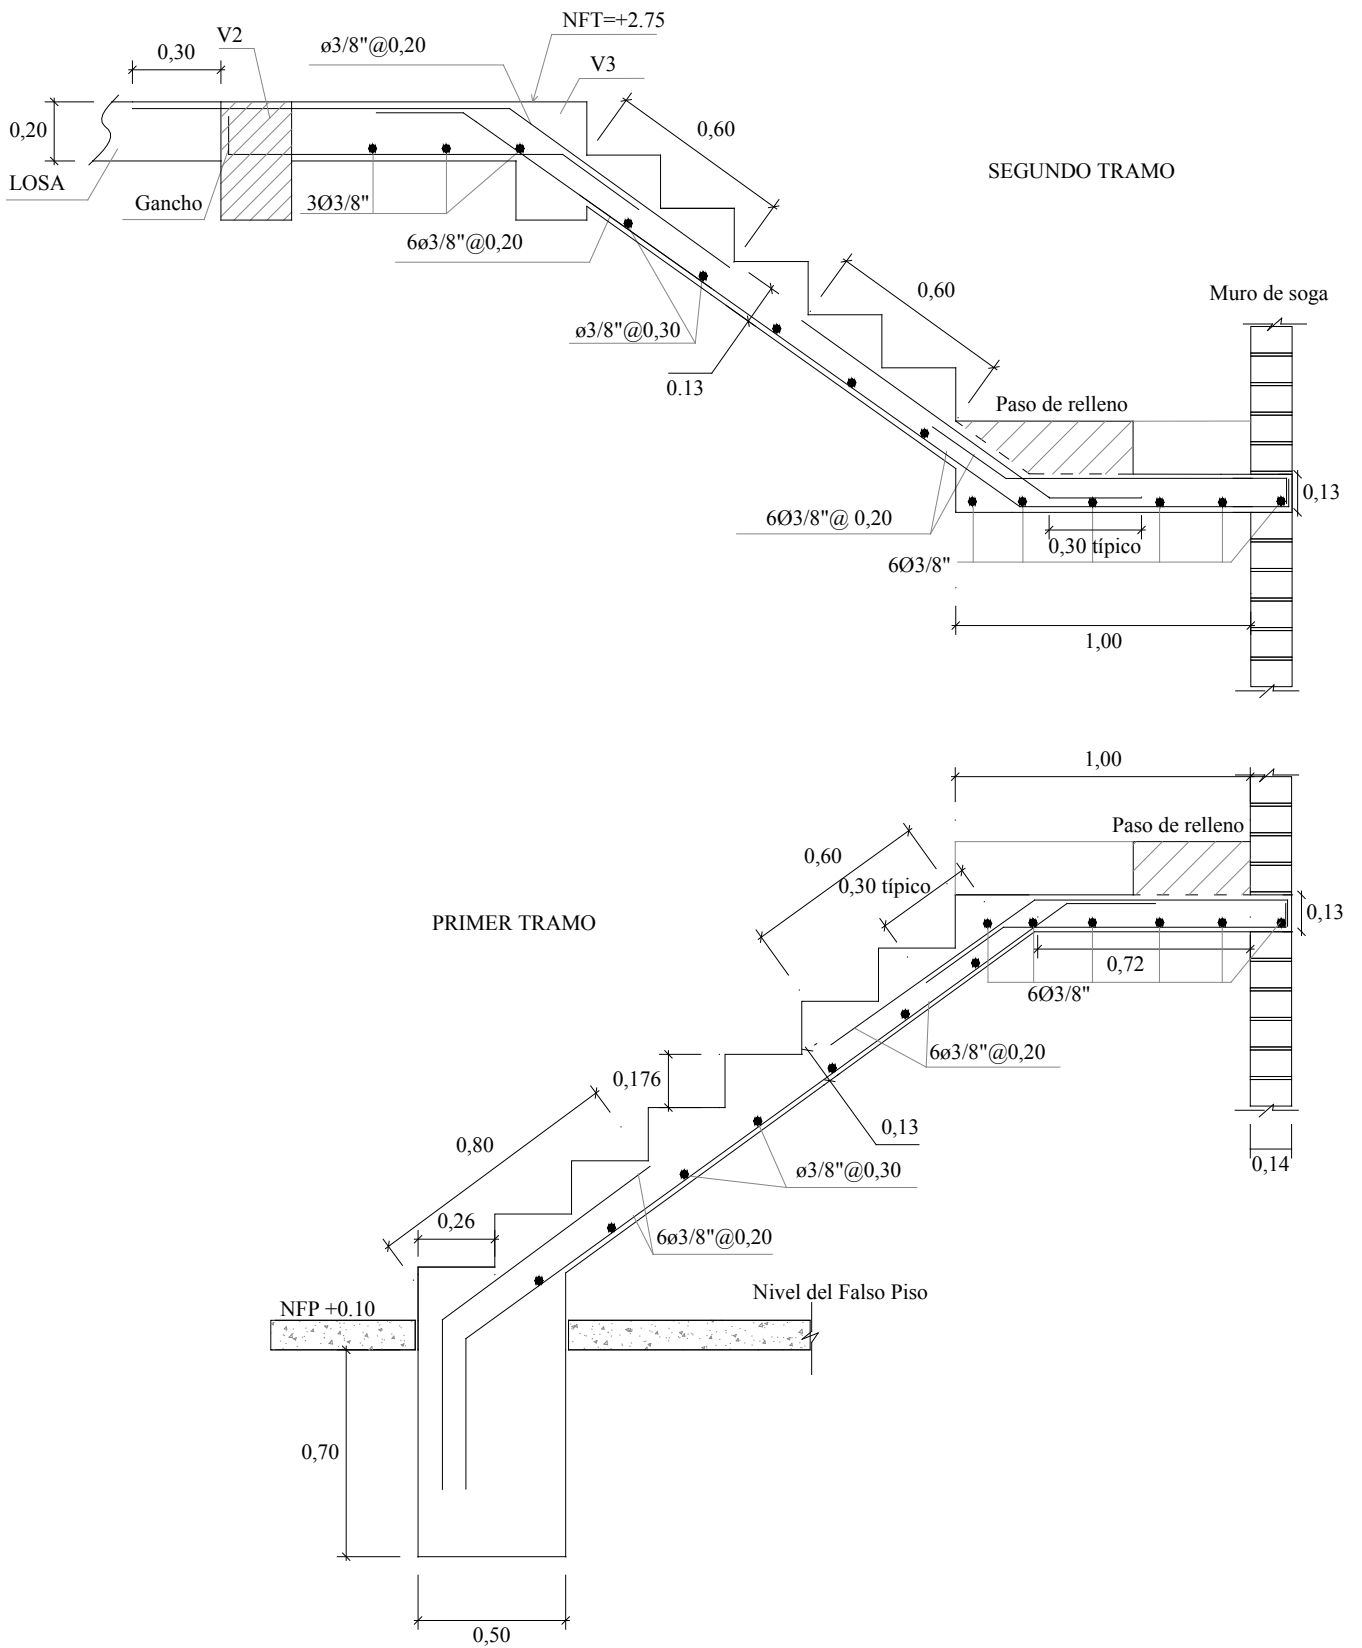 NFT=+2.75
V2
ø3/8"@0,20
0,30
V3
0,20
0,60
SEGUNDO TRAMO
LOSA
Gancho
3Ø3/8"
6ø3/8"@0,20
0,60
Muro de soga
ø3/8"@0,30
0.13
Paso de relleno
0,13
6Ø3/8"@ 0,20
0,30 típico
6Ø3/8"
1,00
1,00
Paso de relleno
0,60
0,30 típico
PRIMER TRAMO
0,13
0,72
6Ø3/8"
6ø3/8"@0,20
0,176
0,13
0,80
ø3/8"@0,30
0,14
0,26
6ø3/8"@0,20
Nivel del Falso Piso
NFP +0.10
0,70
0,50